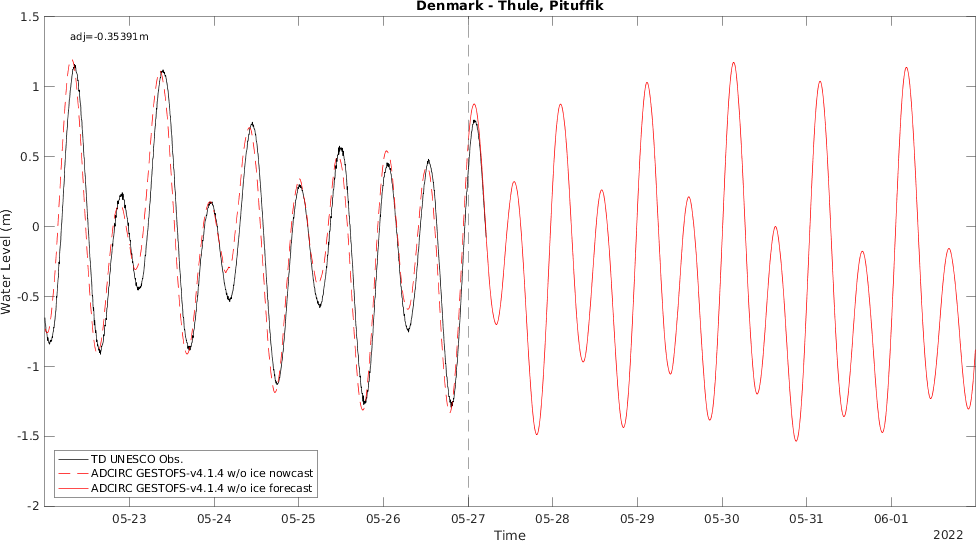 Denmark - Thule, Pituffik
adj=-0.35391m
1.5
1
0.5
0
-0.5
-1
-1.5
-2
Water Level (m)
TD UNESCO Obs.
ADCIRC GESTOFS-v4.1.4 w/o ice nowcast
ADCIRC GESTOFS-v4.1.4 w/o ice forecast
05-23 05-24 05-25 05-26 05-27 05-28 05-29 05-30 05-31 06-01
Time
2022